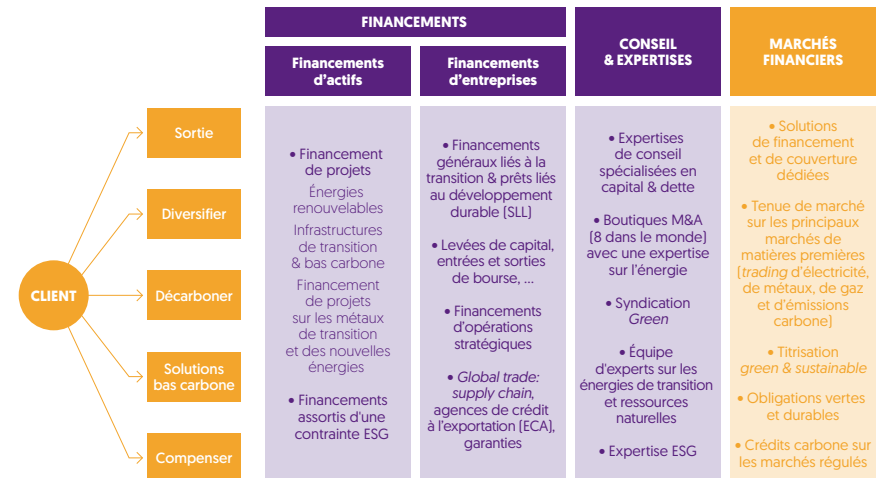 FINANCEMENTS
Financements
d'actifs
Financements
d'entreprises
CONSEIL
& EXPERTISES
MARCHÉS
FINANCIERS
CLIENT
Sortie
Diversifier
Décarboner
Solutions
bas carbone
Compenser
• Financement
de projets
Énergies
renouvelables
Infrastructures
de transition
& bas carbone
Financement
de projets
sur les métaux
de transition
et des nouvelles
énergies
• Financements
assortis d'une
contrainte ESG
• Financements
généraux liés à la
transition & prêts liés
au développement
durable (SLL)
• Levées de capital,
entrées et sorties
de bourse, ...
• Financements
d'opérations
stratégiques
• Global trade:
supply chain,
agences de crédit
à l'exportation (ECA),
garanties
• Expertises
de conseil
spécialisées en
capital & dette
• Boutiques M&A
(8 dans le monde)
avec une expertise
sur l'énergie
• Syndication
Green
• Équipe
d'experts sur les
énergies de transition
et ressources
naturelles
• Expertise ESG
• Solutions
de financement
et de couverture
dédiées
• Tenue de marché
sur les principaux
marchés de
matières premières
(trading d'électricité,
de métaux, de gaz
et d'émissions
carbone)
• Titrisation
green & sustainable
• Obligations vertes
et durables
• Crédits carbone sur
les marchés régulés